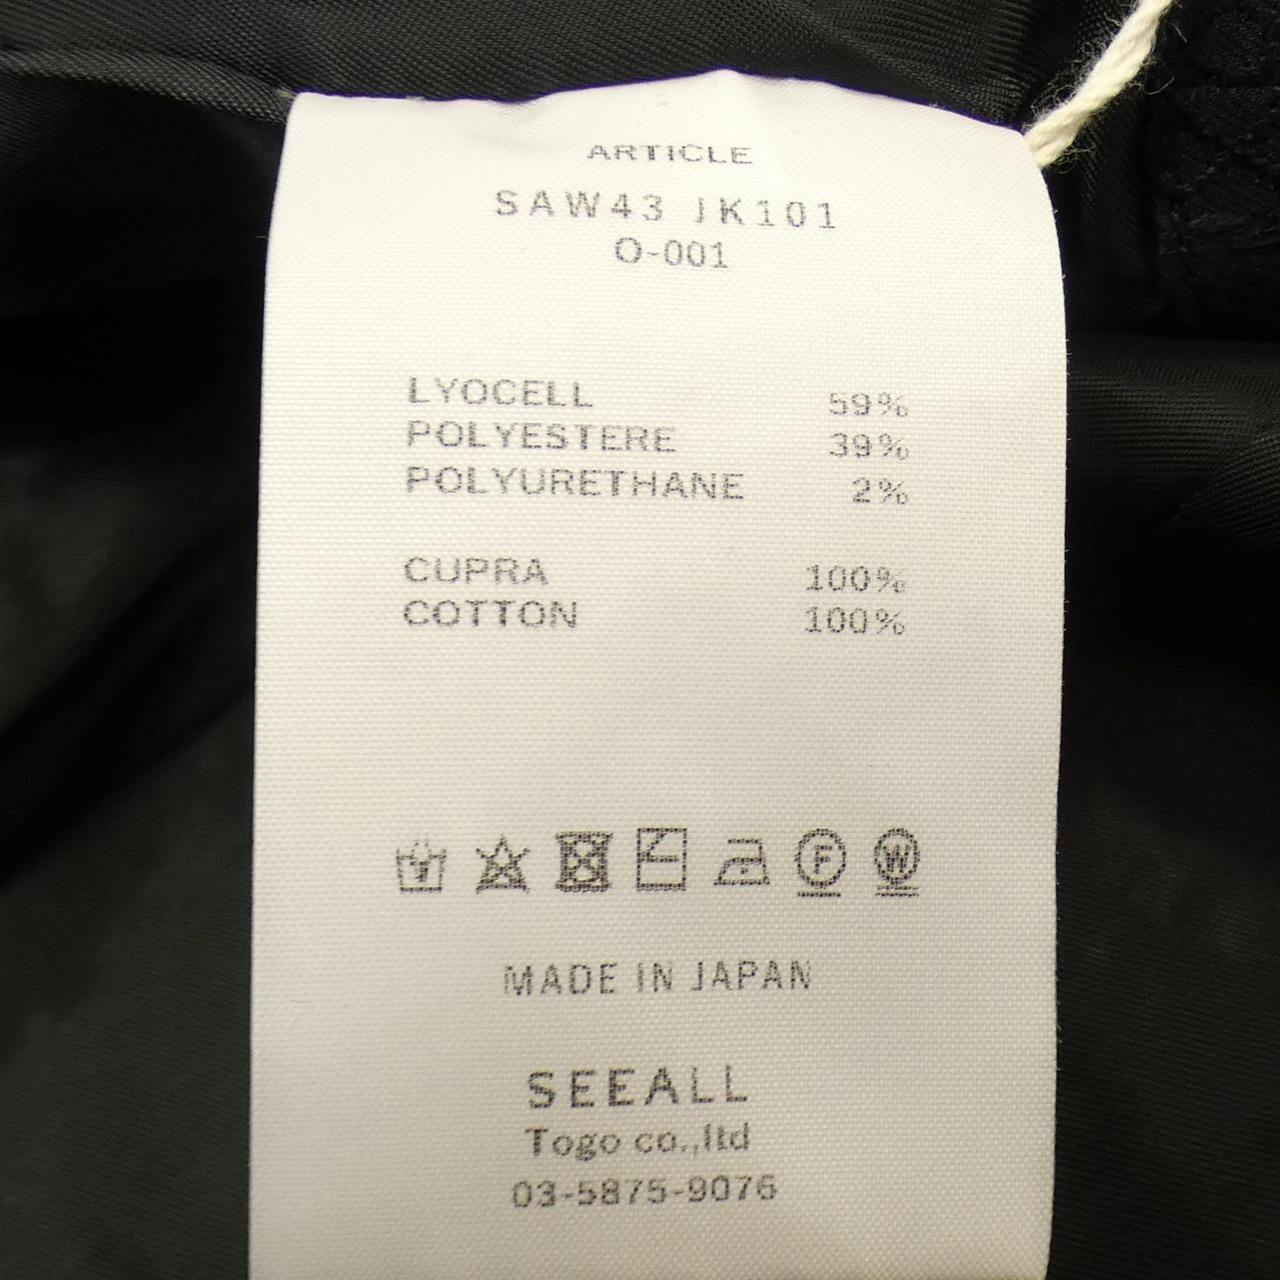 ARTICLE
SAW43 JK101
O-001
LYOCELL 59%
POLYESTERE 39%
POLYURETHANE 2%
CUPRA 100%
COTTON 100%
F W
MADE IN JAPAN
SEEALL
Togo co.,ltd
03-5875-9076